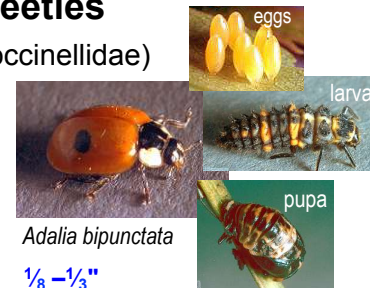 eetles
occinellidae)
eggs
larva
pupa
Adalia bipunctata
⅛ –⅓"